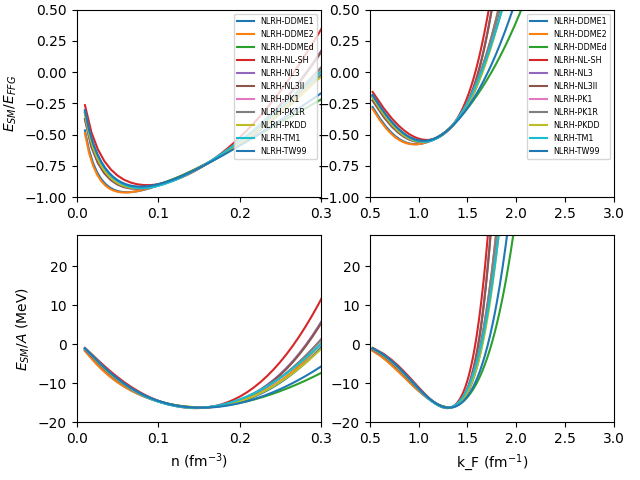 0.50
0.25
0.00
−0.25
−0.50
−0.75
−1.00
E_SM/E_FFG
0.0 0.1 0.2 0.3
NLRH-DDME1
NLRH-DDME2
NLRH-DDMEd
NLRH-NL-SH
NLRH-NL3
NLRH-NL3II
NLRH-PK1
NLRH-PK1R
NLRH-PKDD
NLRH-TM1
NLRH-TW99
0.50
0.25
0.00
−0.25
−0.50
−0.75
−1.00
0.5 1.0 1.5 2.0 2.5 3.0
NLRH-DDME1
NLRH-DDME2
NLRH-DDMEd
NLRH-NL-SH
NLRH-NL3
NLRH-NL3II
NLRH-PK1
NLRH-PK1R
NLRH-PKDD
NLRH-TM1
NLRH-TW99
20
10
0
−10
−20
E_SM/A (MeV)
0.0 0.1 0.2 0.3
n (fm⁻³)
20
10
0
−10
−20
0.5 1.0 1.5 2.0 2.5 3.0
k_F (fm⁻¹)